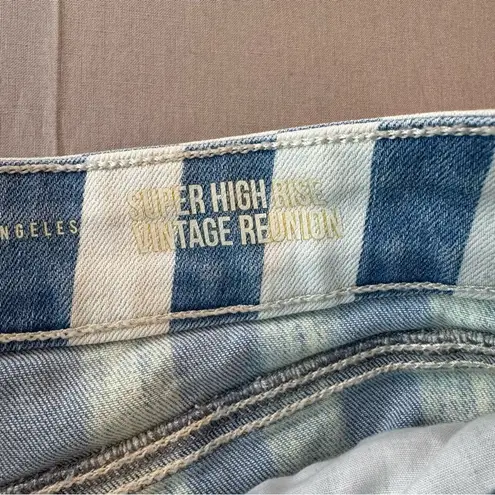 NGELES
SUPER HIGH RISE
VINTAGE REUNION